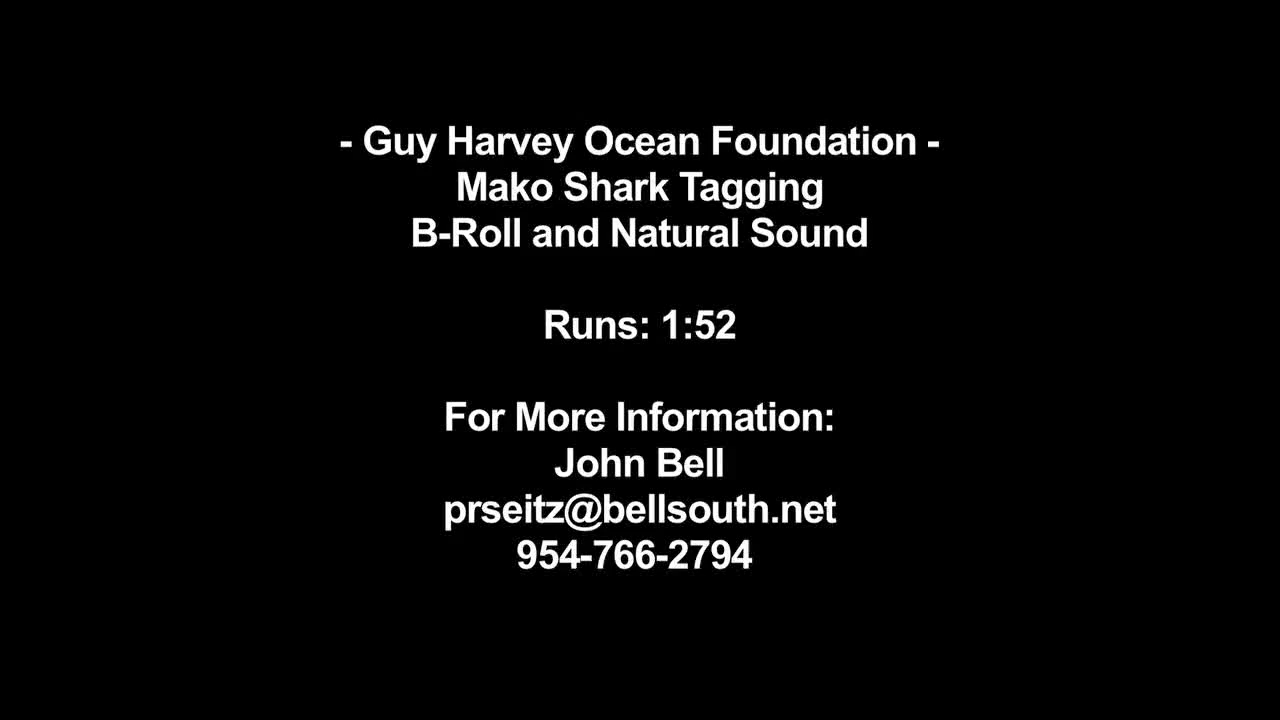 - Guy Harvey Ocean Foundation -
Mako Shark Tagging
B-Roll and Natural Sound
Runs: 1:52
For More Information:
John Bell
prseitz@bellsouth.net
954-766-2794